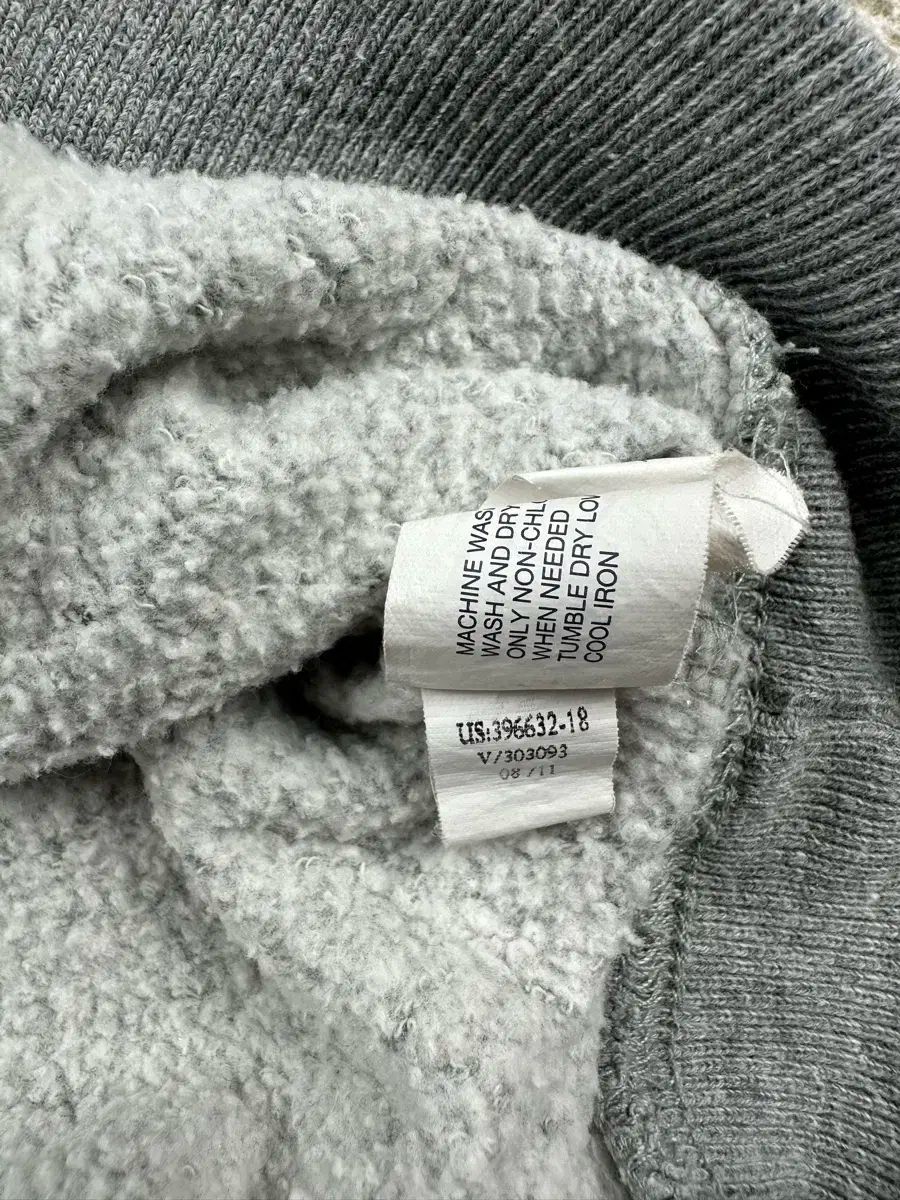 MACHINE WAS
WASH AND DRY
ONLY NON-CHL
WHEN NEEDED
TUMBLE DRY LOW
COOL IRON
US:396632-18
V/303093
08/11